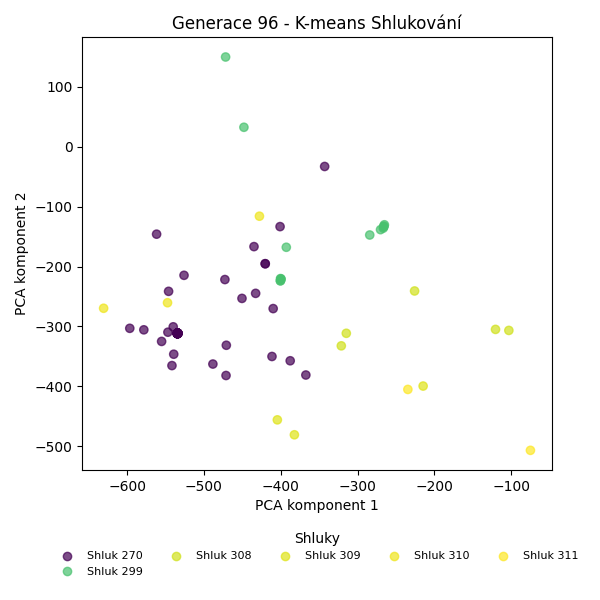 Generace 96 - K-means Shlukování
100
0
−100
−200
−300
−400
−500
PCA komponent 2
−600 −500 −400 −300 −200 −100
PCA komponent 1
Shluky
Shluk 270 Shluk 308 Shluk 309 Shluk 310 Shluk 311
Shluk 299